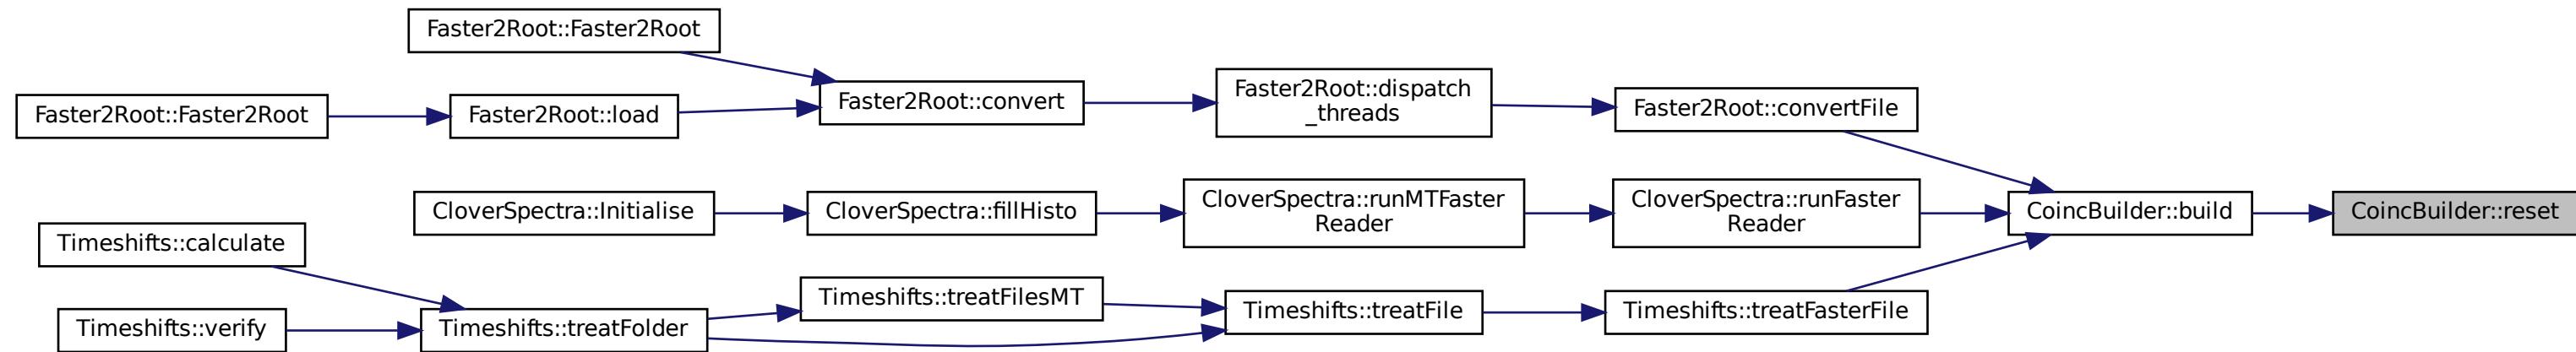 Faster2Root::Faster2Root
Faster2Root::Faster2Root
Faster2Root::load
Faster2Root::convert
Faster2Root::dispatch
_threads
Faster2Root::convertFile
CloverSpectra::Initialise
CloverSpectra::fillHisto
CloverSpectra::runMTFaster
Reader
CloverSpectra::runFaster
Reader
CoincBuilder::build
CoincBuilder::reset
Timeshifts::calculate
Timeshifts::verify
Timeshifts::treatFolder
Timeshifts::treatFilesMT
Timeshifts::treatFile
Timeshifts::treatFasterFile